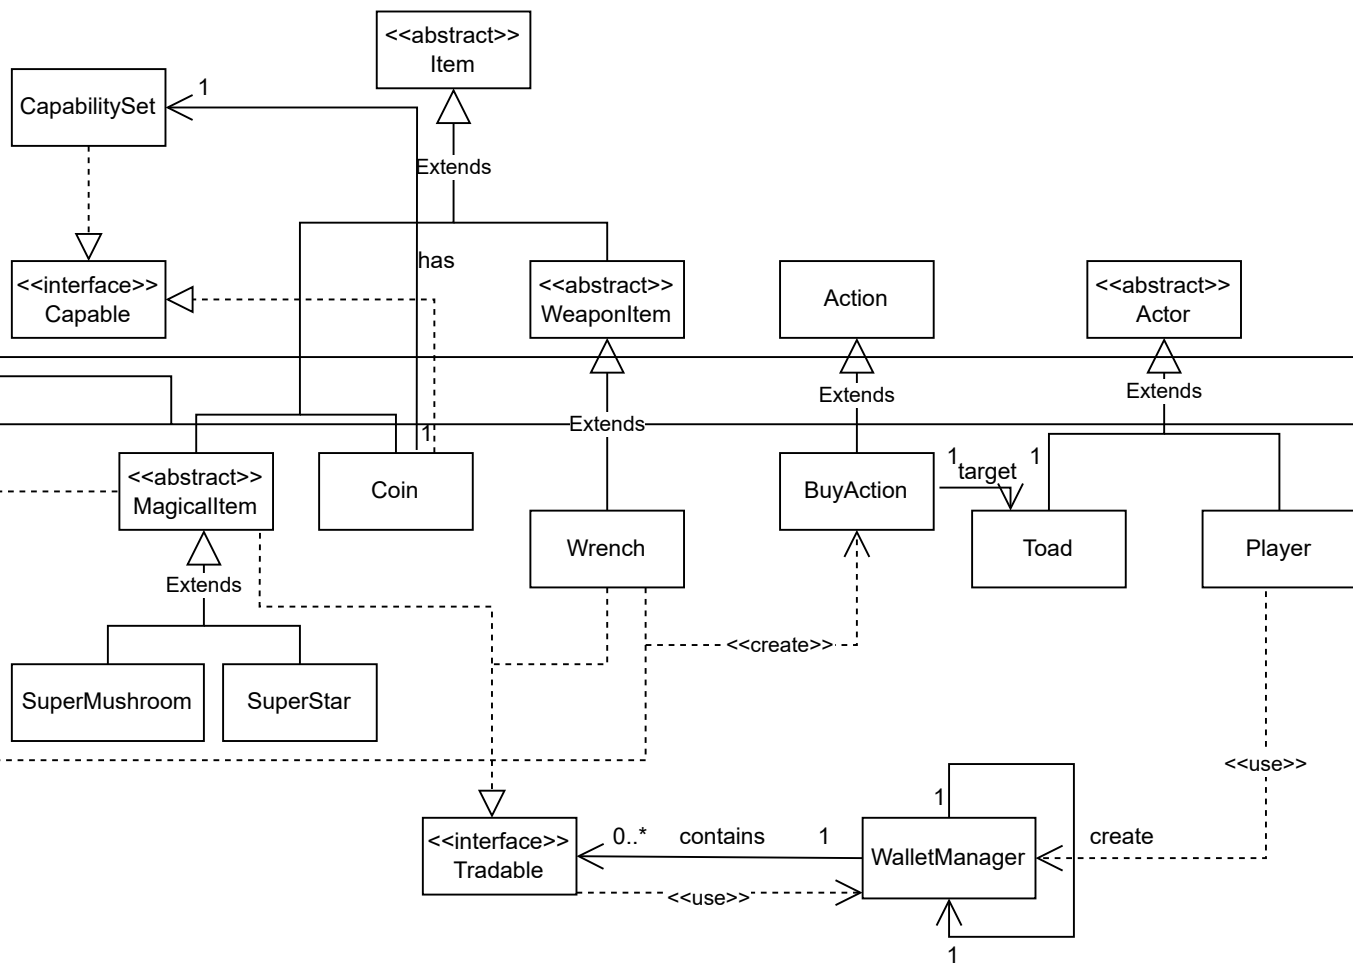 <<abstract>>
Item
CapabilitySet
1
Extends
has
<<interface>>
Capable
<<abstract>>
WeaponItem
Action
<<abstract>>
Actor
Extends
Extends
Extends
1
<<abstract>>
MagicalItem
Coin
BuyAction
1
target
1
Wrench
Toad
Player
Extends
<<create>>
SuperMushroom
SuperStar
<<use>>
1
<<interface>>
Tradable
0..*
contains
1
WalletManager
create
<<use>>
1